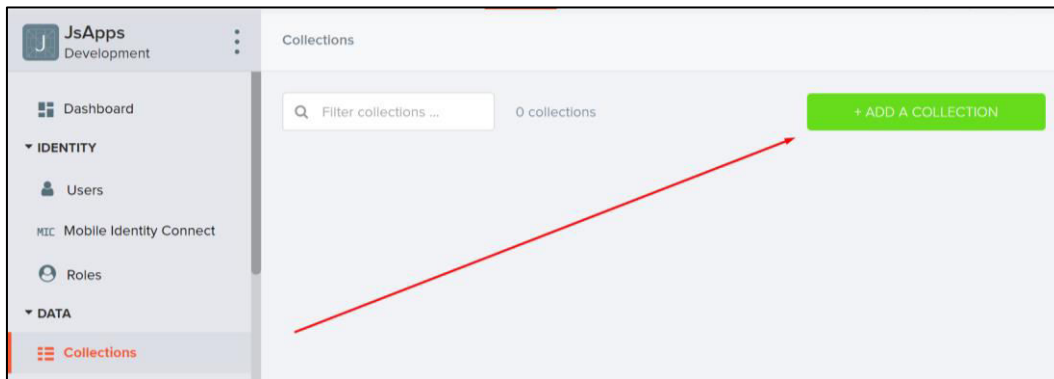 J
JsApps
Development
Dashboard
IDENTITY
Users
MIC Mobile Identity Connect
Roles
DATA
Collections
Collections
Filter collections ...
0 collections
+ ADD A COLLECTION